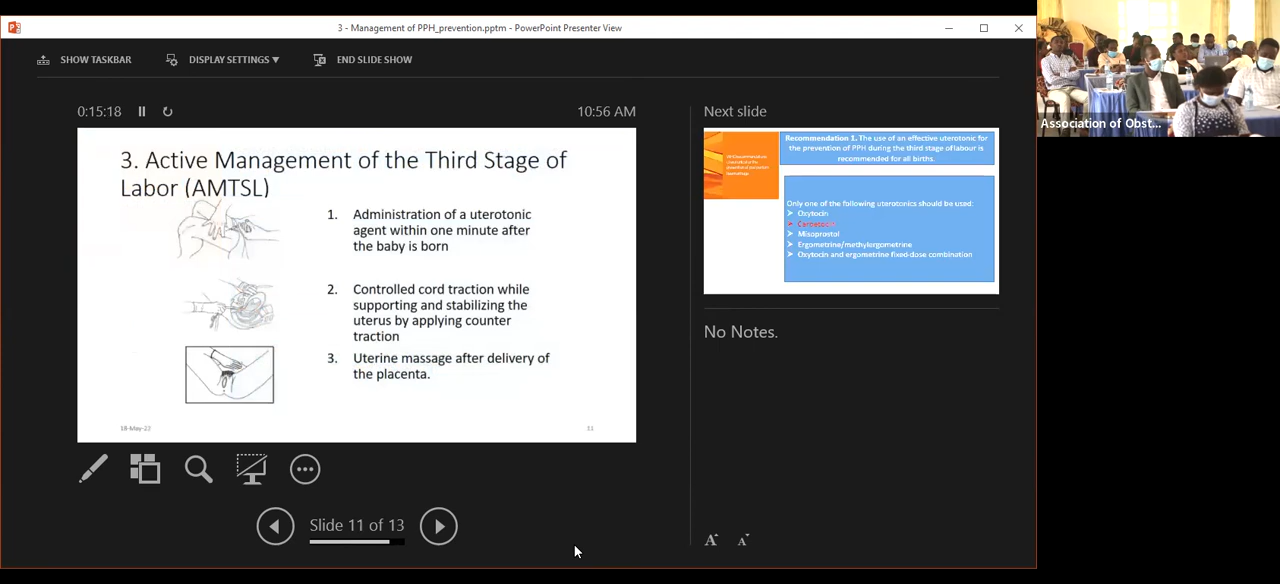 3 - Management of PPH_prevention.pptm - PowerPoint Presenter View
SHOW TASKBAR
DISPLAY SETTINGS ▼
END SLIDE SHOW
0:15:18
10:56 AM
3. Active Management of the Third Stage of
Labor (AMTSL)
1. Administration of a uterotonic
agent within one minute after
the baby is born
2. Controlled cord traction while
supporting and stabilizing the
uterus by applying counter
traction
3. Uterine massage after delivery of
the placenta.
18-May-23
11
Slide 11 of 13
Next slide
Recommendation 1. The use of an effective uterotonic for
the prevention of PPH during the third stage of labour is
recommended for all births.
Only one of the following uterotonics should be used:
Oxytocin
Misoprostol
Ergometrine/methylergometrine
Oxytocin and ergometrine fixed-dose combination
No Notes.
A A
Association of Obst...